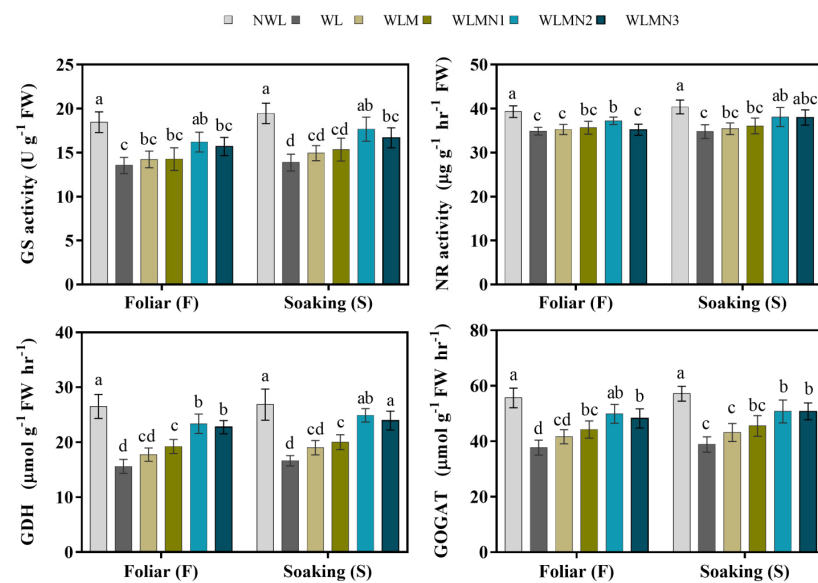 NWL WL WLM WLMN1 WLMN2 WLMN3
GS activity (U g⁻¹ FW)
25
20
15
10
5
0
a c bc bc ab bc a d cd cd ab bc
Foliar (F) Soaking (S)
NR activity (µg g⁻¹ hr⁻¹ FW)
50
40
30
20
10
0
a c c c b c a c bc bc ab abc
Foliar (F) Soaking (S)
GDH (µmol g⁻¹ FW hr⁻¹)
40
30
20
10
0
a d cd c b b a d cd c ab a
Foliar (F) Soaking (S)
GOGAT (µmol g⁻¹ FW hr⁻¹)
80
60
40
20
0
a d cd bc ab b a c c bc b b
Foliar (F) Soaking (S)